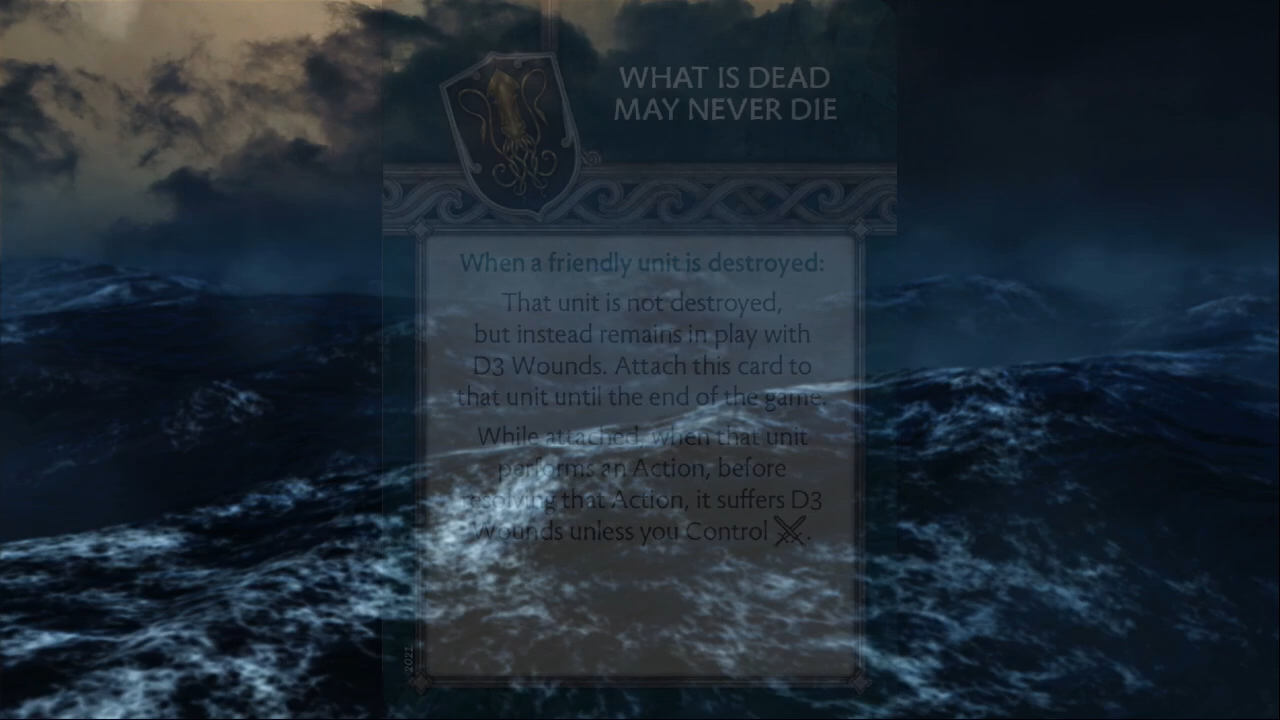 WHAT IS DEAD
MAY NEVER DIE
When a friendly unit is destroyed:
That unit is not destroyed,
but instead remains in play with
D3 Wounds. Attach this card to
that unit until the end of the game.
While attached, when that unit
performs an Action, before
resolving that Action, it suffers D3
Wounds unless you Control .
2021